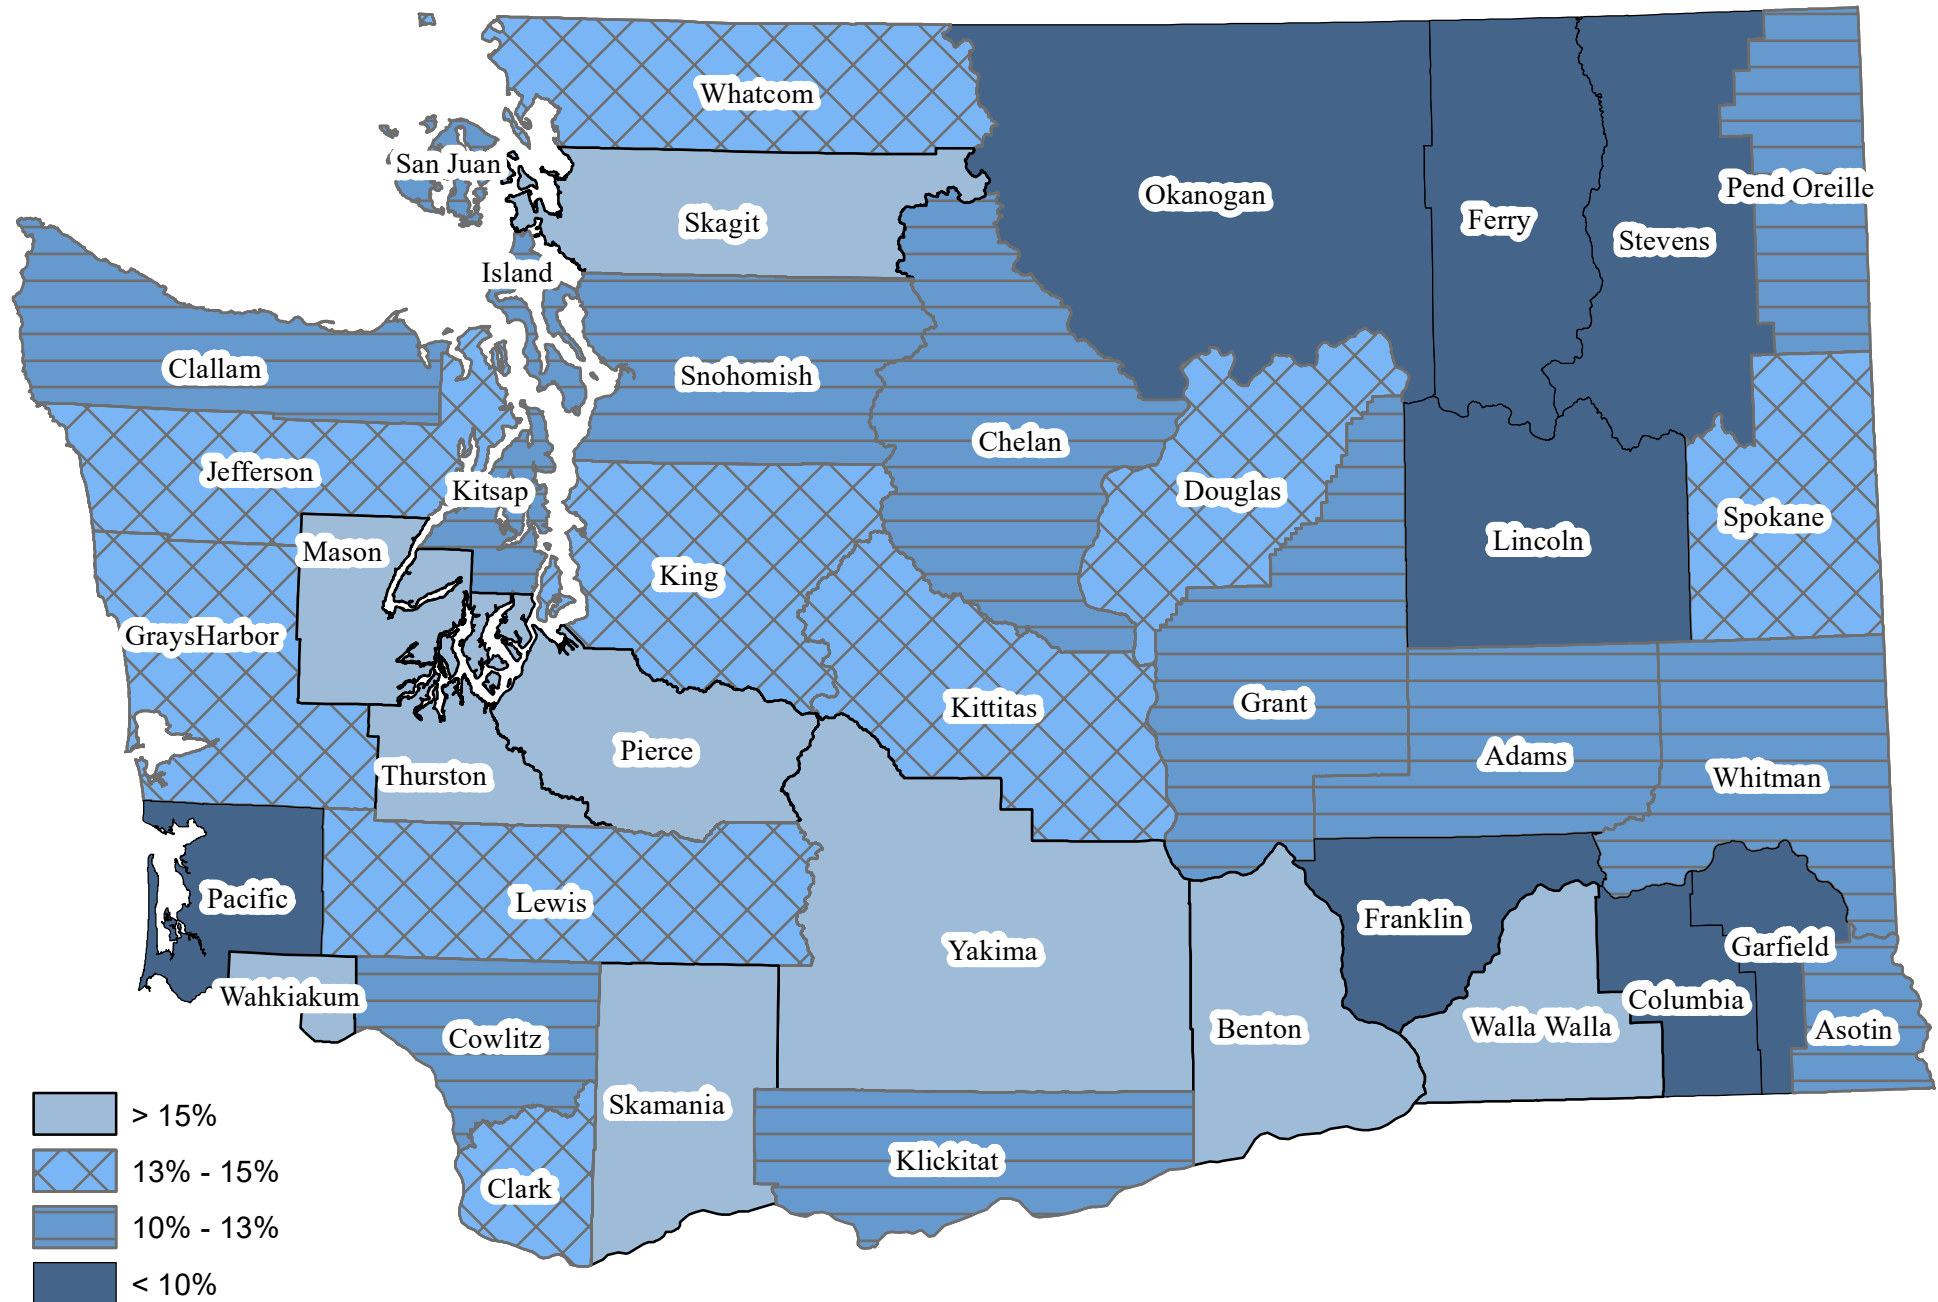 Whatcom
San Juan
Skagit
Okanogan
Ferry
Stevens
Pend Oreille
Island
Clallam
Snohomish
Chelan
Jefferson
Kitsap
Douglas
Spokane
Mason
King
Lincoln
GraysHarbor
Kittitas
Grant
Pierce
Thurston
Adams
Whitman
Pacific
Lewis
Yakima
Franklin
Garfield
Wahkiakum
Cowlitz
Benton
Walla Walla
Columbia
Asotin
Skamania
Klickitat
Clark
> 15%
13% - 15%
10% - 13%
< 10%